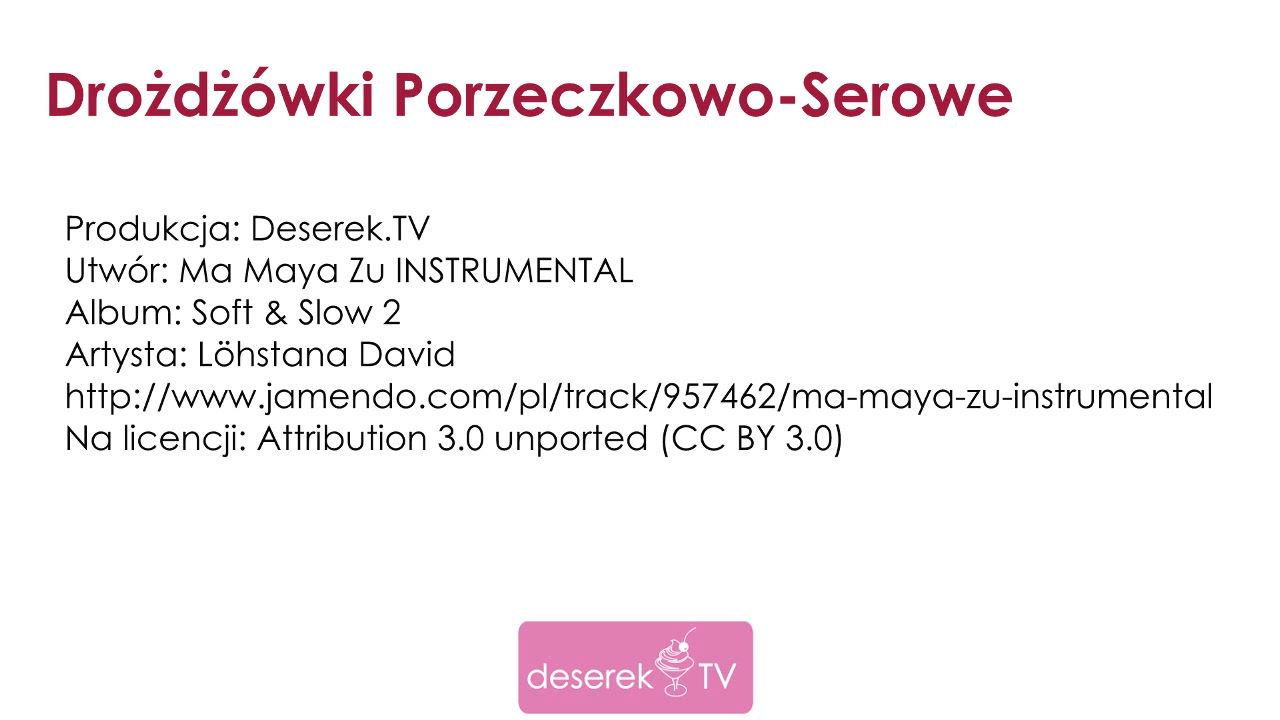 Drożdżówki Porzeczkowo-Serowe
Produkcja: Deserek.TV
Utwór: Ma Maya Zu INSTRUMENTAL
Album: Soft & Slow 2
Artysta: Löhstana David
http://www.jamendo.com/pl/track/957462/ma-maya-zu-instrumental
Na licencji: Attribution 3.0 unported (CC BY 3.0)
deserek TV